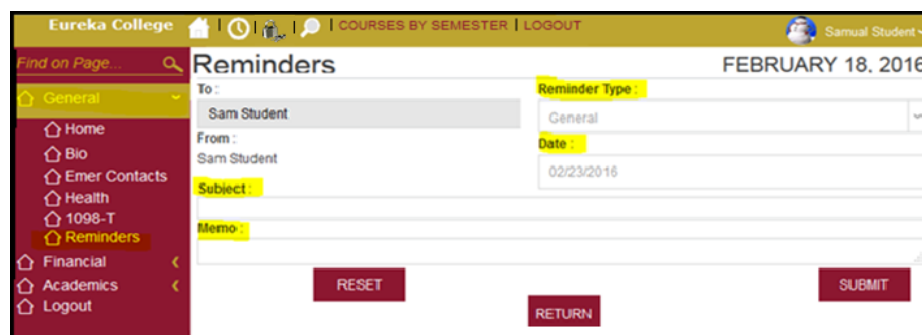 Eureka College | | | | COURSES BY SEMESTER | LOGOUT Samual Student
Find on Page...
Reminders FEBRUARY 18, 2016
General
Home
Bio
Emer Contacts
Health
1098-T
Reminders
Financial
Academics
Logout
To :
Sam Student
From :
Sam Student
Reminder Type :
General
Date :
02/23/2016
Subject :
Memo :
RESET
SUBMIT
RETURN